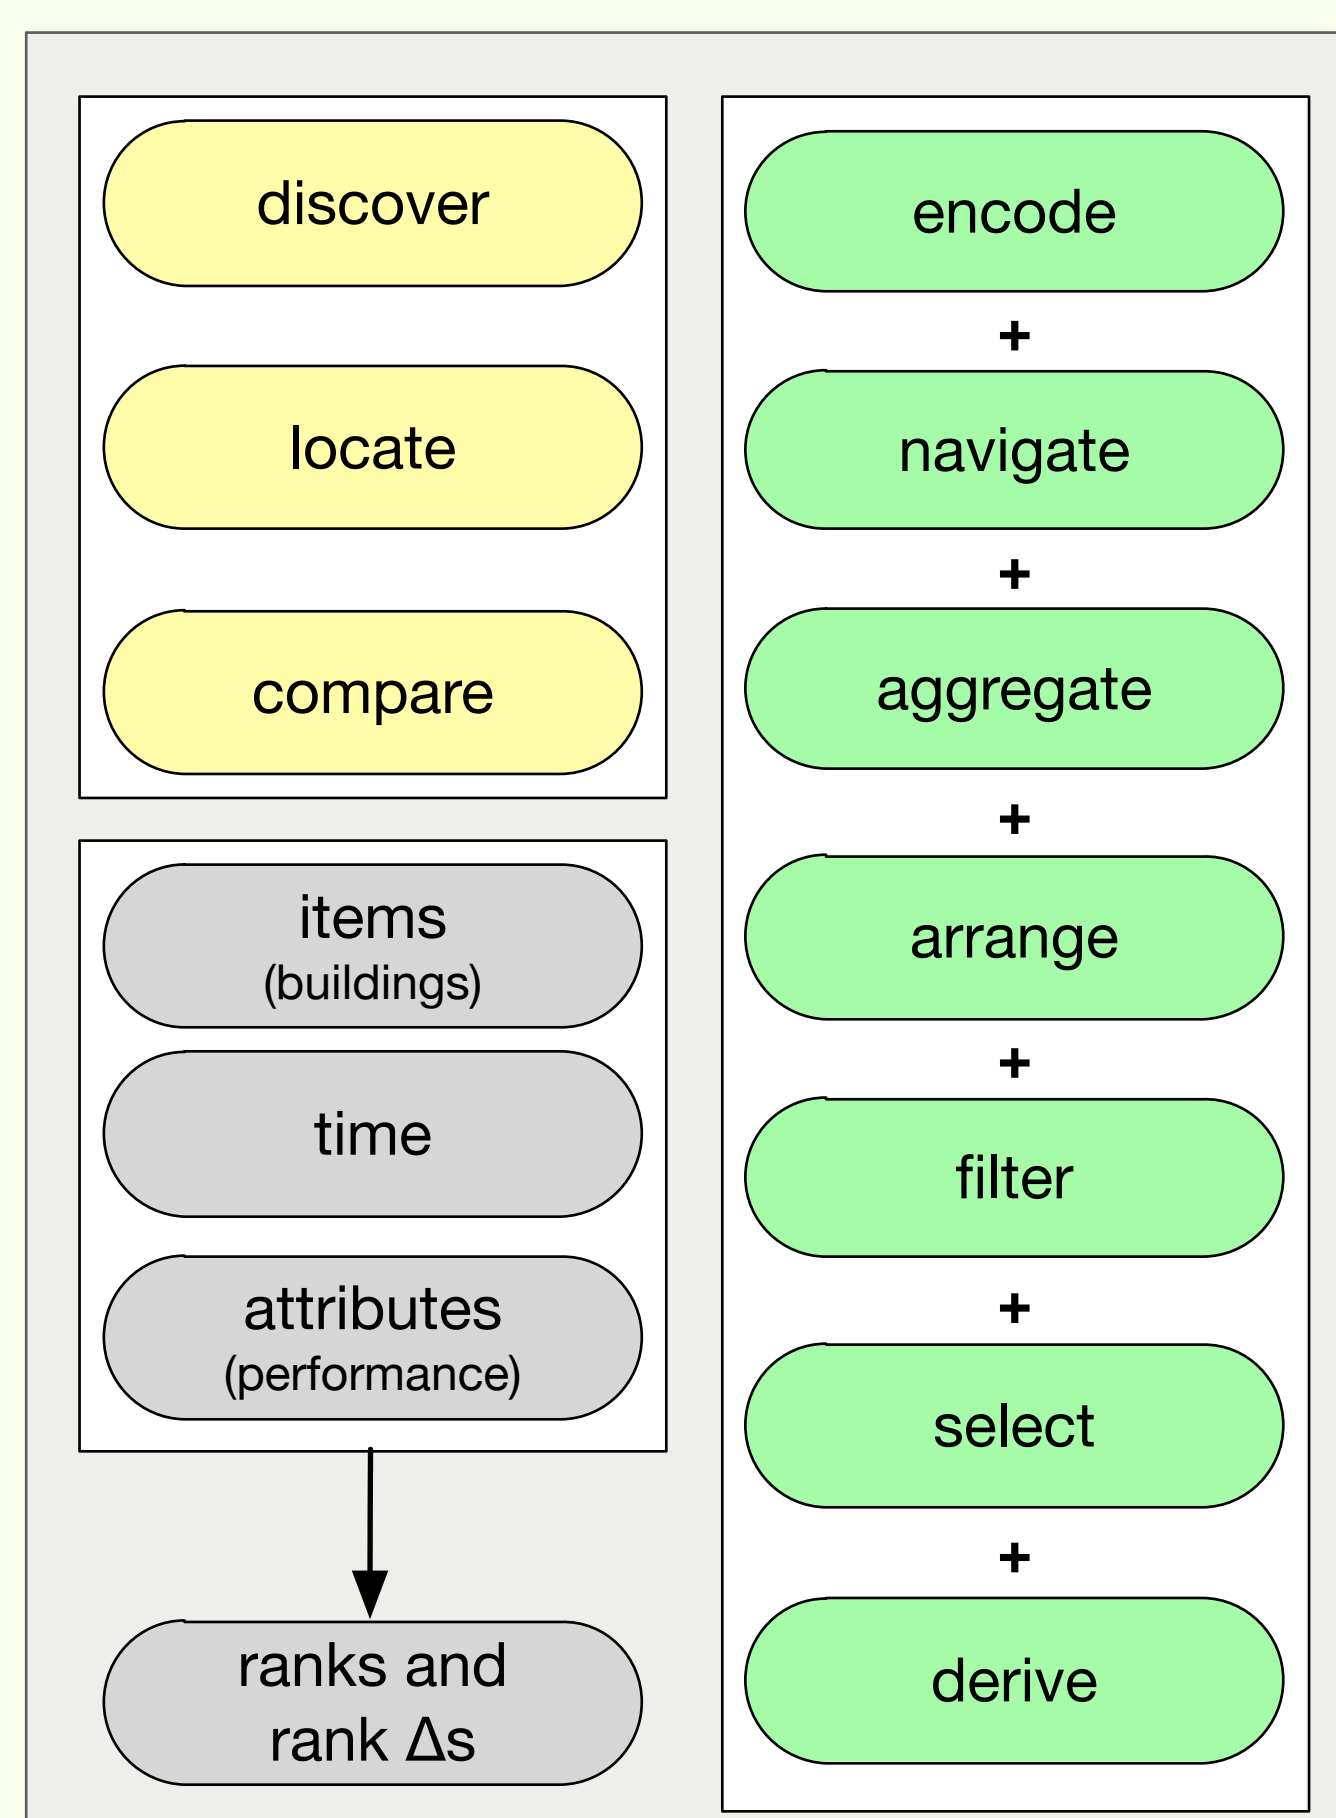 discover
locate
compare
items
(buildings)
time
attributes
(performance)
ranks and
rank Δs
encode
+
navigate
+
aggregate
+
arrange
+
filter
+
select
+
derive